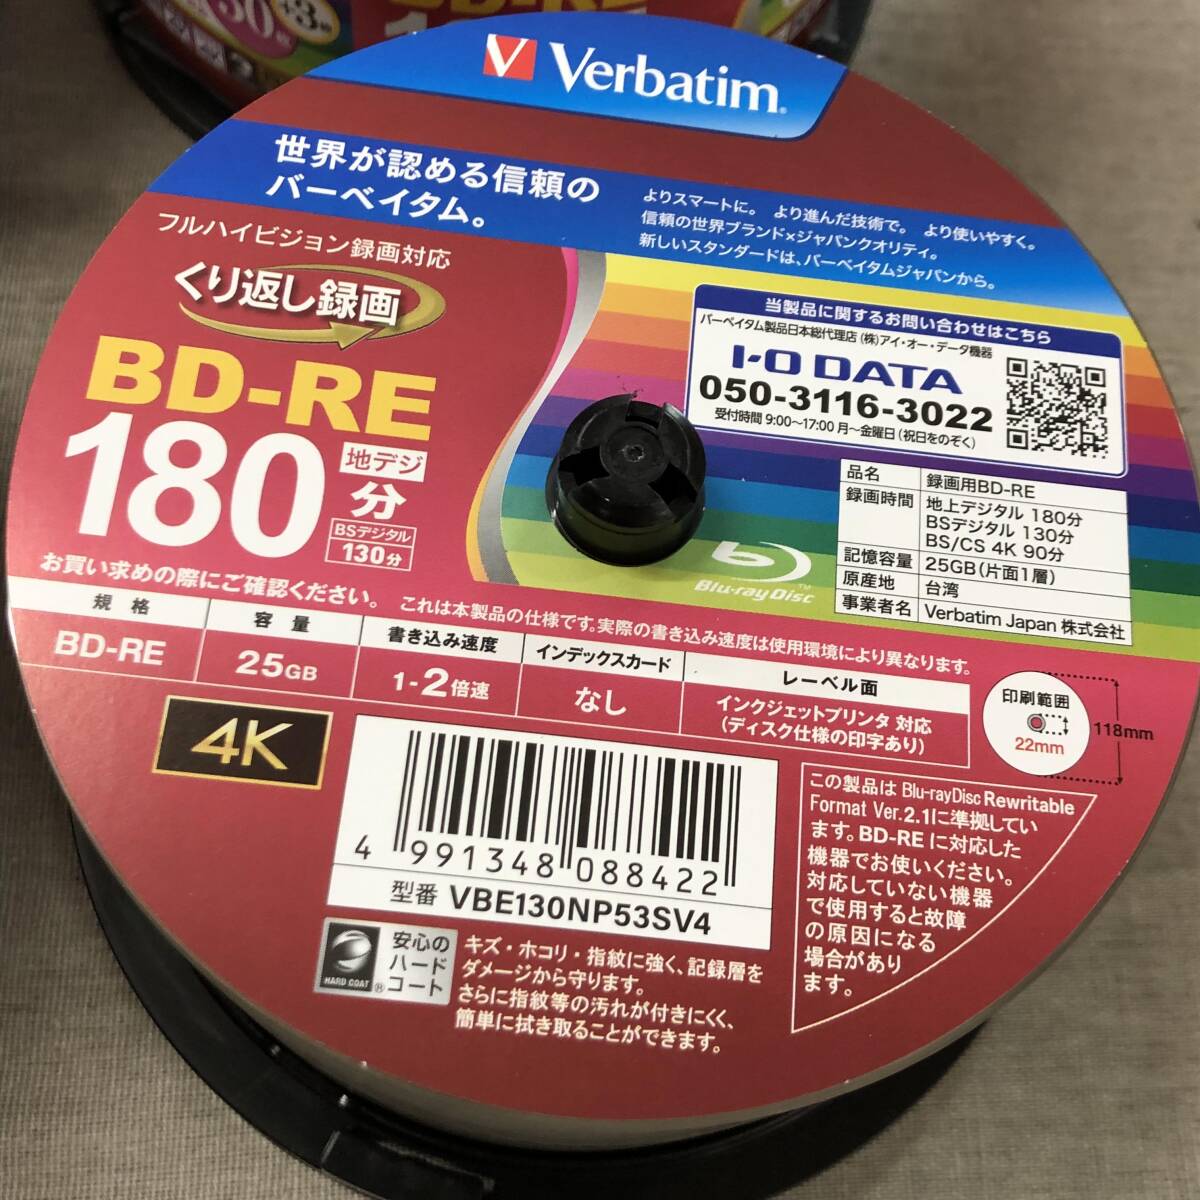 BD-RE
50
+3
V Verbatim
世界が認める信頼の
バーベイタム。
よりスマートに。 より進んだ技術で。 より使いやすく。
信頼の世界ブランド×ジャパンクオリティ。
新しいスタンダードは、バーベイタムジャパンから。
フルハイビジョン録画対応
くり返し録画
BD-RE
180分
地デジ
BSデジタル
130分
当製品に関するお問い合わせはこちら
バーベイタム製品日本総代理店 (株)アイ・オー・データ機器
I-O DATA
050-3116-3022
受付時間 9:00〜17:00 月〜金曜日(祝日をのぞく)
品名 録画用BD-RE
録画時間 地上デジタル 180分
BSデジタル 130分
BS/CS 4K 90分
記憶容量 25GB(片面1層)
原産地 台湾
事業者名 Verbatim Japan 株式会社
Blu-ray Disc™
お買い求めの際にご確認ください。 これは本製品の仕様です。実際の書き込み速度は使用環境により異なります。
規格 容量 書き込み速度 インデックスカード レーベル面
BD-RE 25GB 1-2倍速 なし インクジェットプリンタ 対応
(ディスク仕様の印字あり)
印刷範囲
22mm
118mm
4K
4 991348 088422
型番 VBE130NP53SV4
この製品は Blu-rayDisc Rewritable
Format Ver.2.1に準拠してい
ます。BD-RE に対応した
機器でお使いください。
対応していない機器
で使用すると故障
の原因になる
場合があり
ます。
HARD COAT ®
安心の
ハード
コート
キズ・ホコリ・指紋に強く、記録層を
ダメージから守ります。
さらに指紋等の汚れが付きにくく、
簡単に拭き取ることができます。